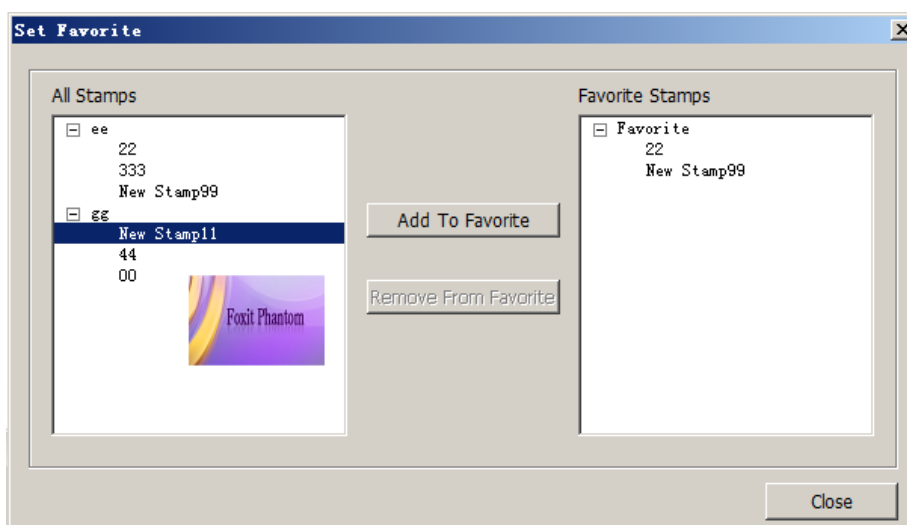 Set Favorite
All Stamps
ee
22
333
New Stamp99
gg
New Stamp11
44
00
Foxit Phantom
Add To Favorite
Remove From Favorite
Favorite Stamps
Favorite
22
New Stamp99
Close